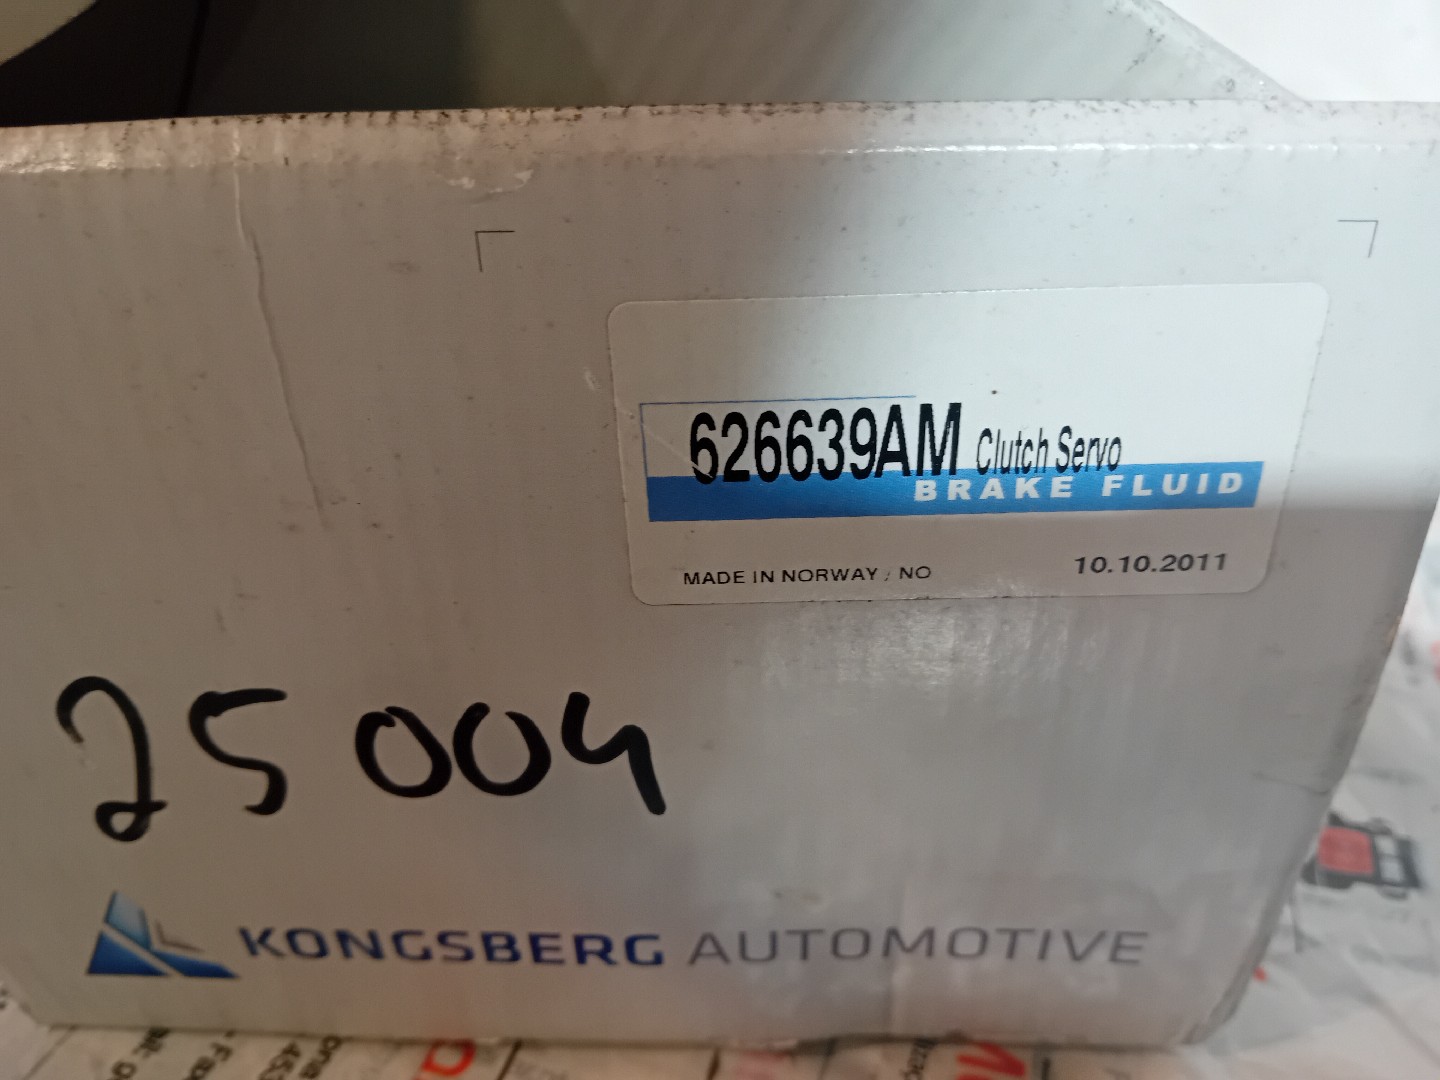 626639AM Clutch Servo
BRAKE FLUID
MADE IN NORWAY / NO 10.10.2011
25004
KONGSBERG AUTOMOTIVE